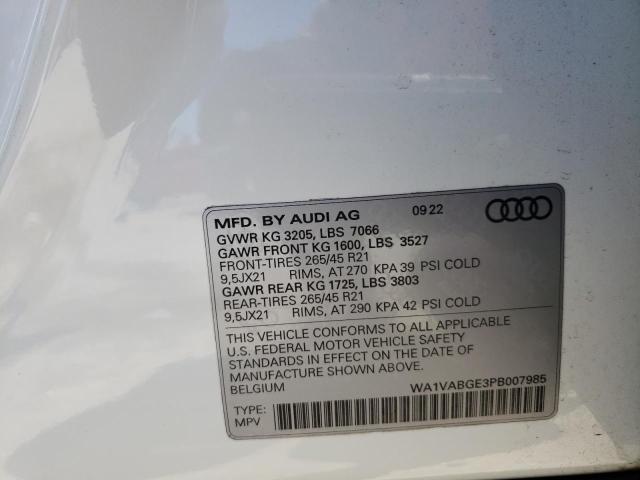 MFD. BY AUDI AG 09 22
GVWR KG 3205, LBS 7066
GAWR FRONT KG 1600, LBS 3527
FRONT-TIRES 265/45 R21
9,5JX21 RIMS, AT 270 KPA 39 PSI COLD
GAWR REAR KG 1725, LBS 3803
REAR-TIRES 265/45 R21
9,5JX21 RIMS, AT 290 KPA 42 PSI COLD
THIS VEHICLE CONFORMS TO ALL APPLICABLE
U.S. FEDERAL MOTOR VEHICLE SAFETY
STANDARDS IN EFFECT ON THE DATE OF
MANUFACTURE SHOWN ABOVE.
BELGIUM WA1VABGE3PB007985
TYPE:
MPV